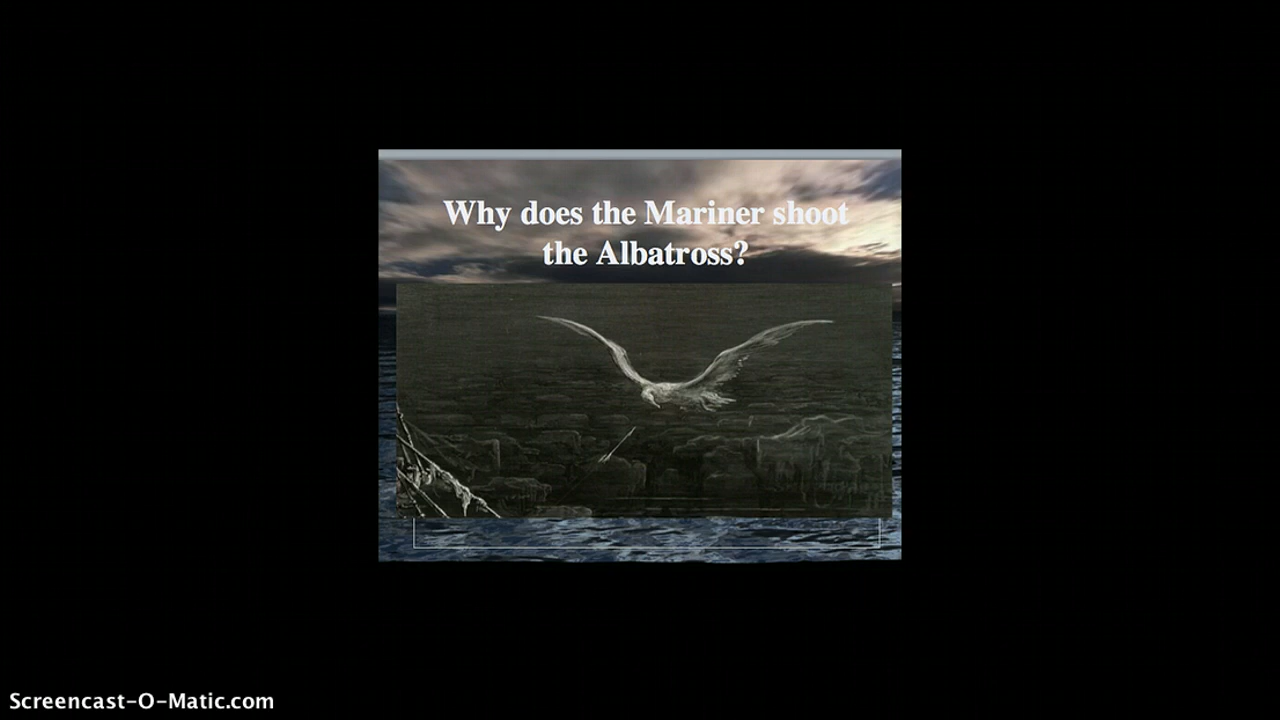 Why does the Mariner shoot
the Albatross?
Screencast-O-Matic.com